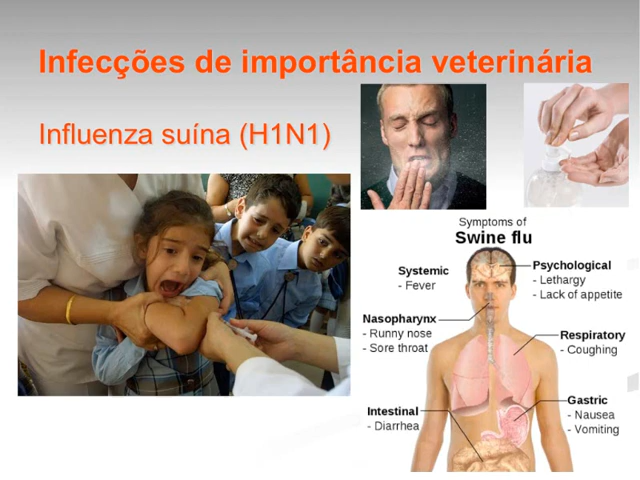 Infecções de importância veterinária
Influenza suína (H1N1)
Symptoms of
Swine flu
Systemic
- Fever
Psychological
- Lethargy
- Lack of appetite
Nasopharynx
- Runny nose
- Sore throat
Respiratory
- Coughing
Gastric
- Nausea
- Vomiting
Intestinal
- Diarrhea